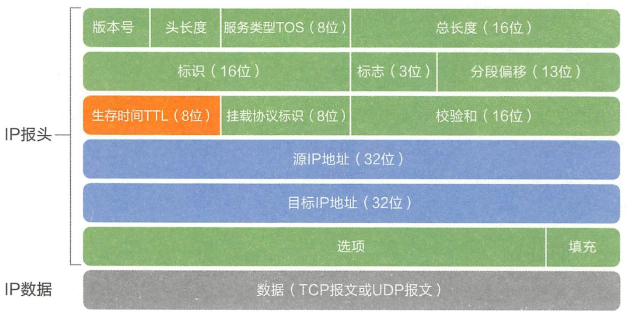 版本号 头长度 服务类型TOS(8位) 总长度(16位)
标识(16位) 标志(3位) 分段偏移(13位)
生存时间TTL(8位) 挂载协议标识(8位) 校验和(16位)
IP报头
源IP地址(32位)
目标IP地址(32位)
选项 填充
IP数据 数据(TCP报文或UDP报文)